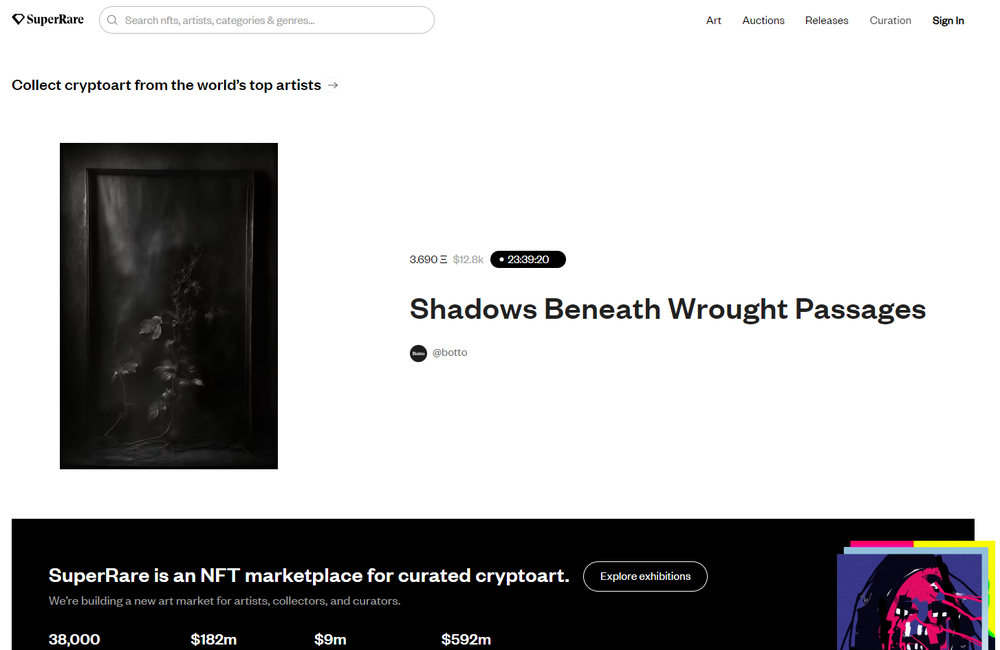 SuperRare
Search nfts, artists, categories & genres...
Art
Auctions
Releases
Curation
Sign In
Collect cryptoart from the world's top artists →
3.690 Ξ $12.8k 23:39:20
Shadows Beneath Wrought Passages
Botto
@botto
SuperRare is an NFT marketplace for curated cryptoart.
Explore exhibitions
We're building a new art market for artists, collectors, and curators.
38,000
$182m
$9m
$592m